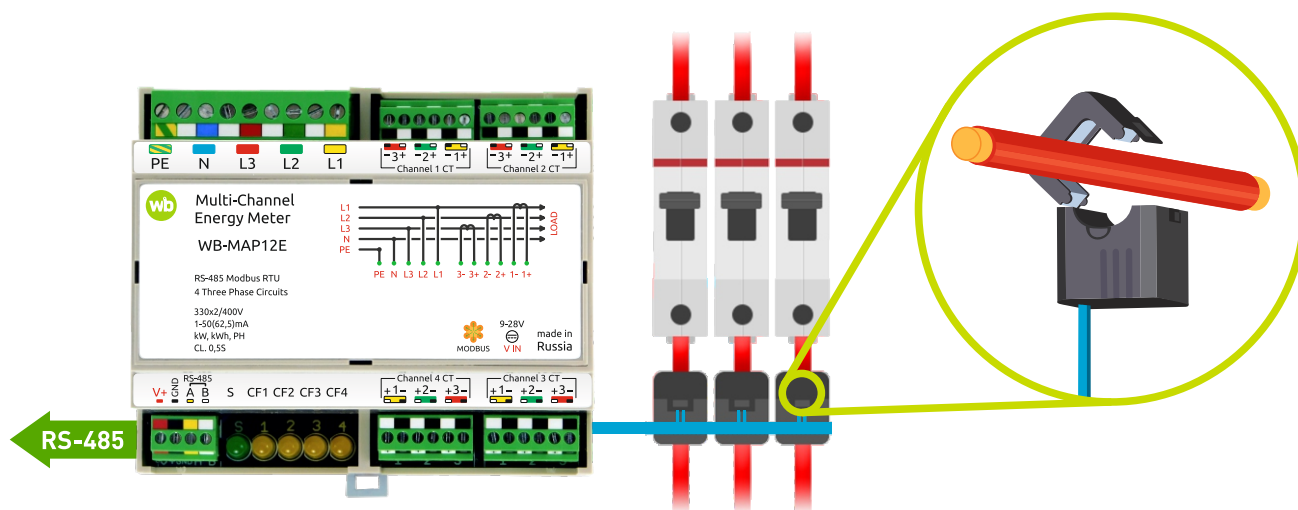 PE N L3 L2 L1
-3+ -2+ -1+ -3+ -2+ -1+
Channel 1 CT Channel 2 CT
wb
Multi-Channel
Energy Meter
WB-MAP12E
RS-485 Modbus RTU
4 Three Phase Circuits
330x2/400V
1-50(62,5)mA
kW, kWh, PH
CL. 0,5S
L1
L2
L3
N
PE
LOAD
PE N L3 L2 L1 3- 3+ 2- 2+ 1- 1+
MODBUS
9-28V
V IN
made in
Russia
RS-485
V+ GND A B S CF1 CF2 CF3 CF4
Channel 4 CT Channel 3 CT
+1- +2- +3- +1- +2- +3-
RS-485
S 1 2 3 4
1 2 3